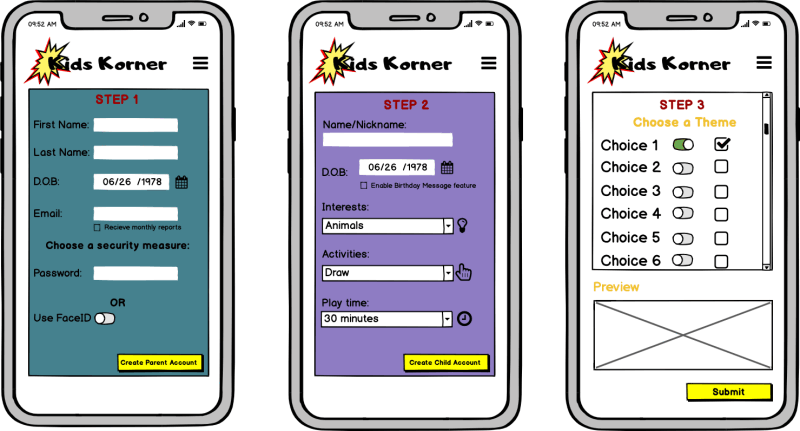 09:52 AM
Kids Korner
STEP 1
First Name:
Last Name:
D.O.B: 06/26 /1978
Email:
Recieve monthly reports
Choose a security measure:
Password:
OR
Use FaceID
Create Parent Account
09:52 AM
Kids Korner
STEP 2
Name/Nickname:
D.O.B: 06/26 /1978
Enable Birthday Message feature
Interests:
Animals
Activities:
Draw
Play time:
30 minutes
Create Child Account
09:52 AM
Kids Korner
STEP 3
Choose a Theme
Choice 1
Choice 2
Choice 3
Choice 4
Choice 5
Choice 6
Preview
Submit